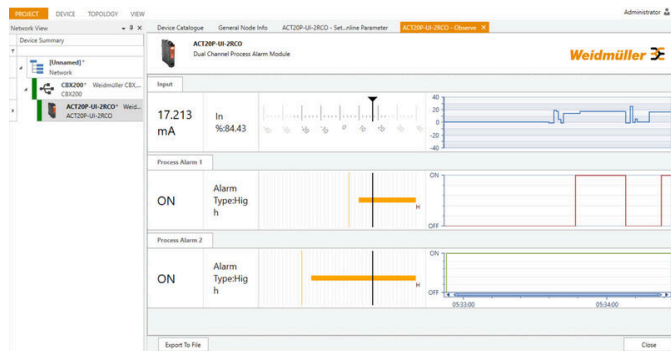 PROJECT DEVICE TOPOLOGY VIEW Administrator
Network View
Device Catalogue General Node Info ACT20P-UI-2RCO - Set...nline Parameter ACT20P-UI-2RCO - Observe X
Device Summary
ACT20P-UI-2RCO
Dual Channel Process Alarm Module
Weidmüller
[Unnamed]*
Network
CBX200* Weidmüller CBX...
CBX200
ACT20P-UI-2RCO* Weid...
ACT20P-UI-2RCO
Input
17.213
mA
In
%:84.43
40
20
0
-20
-40
Process Alarm 1
ON
Alarm
Type:Hig
h
H
ON
OFF
Process Alarm 2
ON
Alarm
Type:Hig
h
H
ON
OFF
05:33:00 05:34:00
Export To File Close